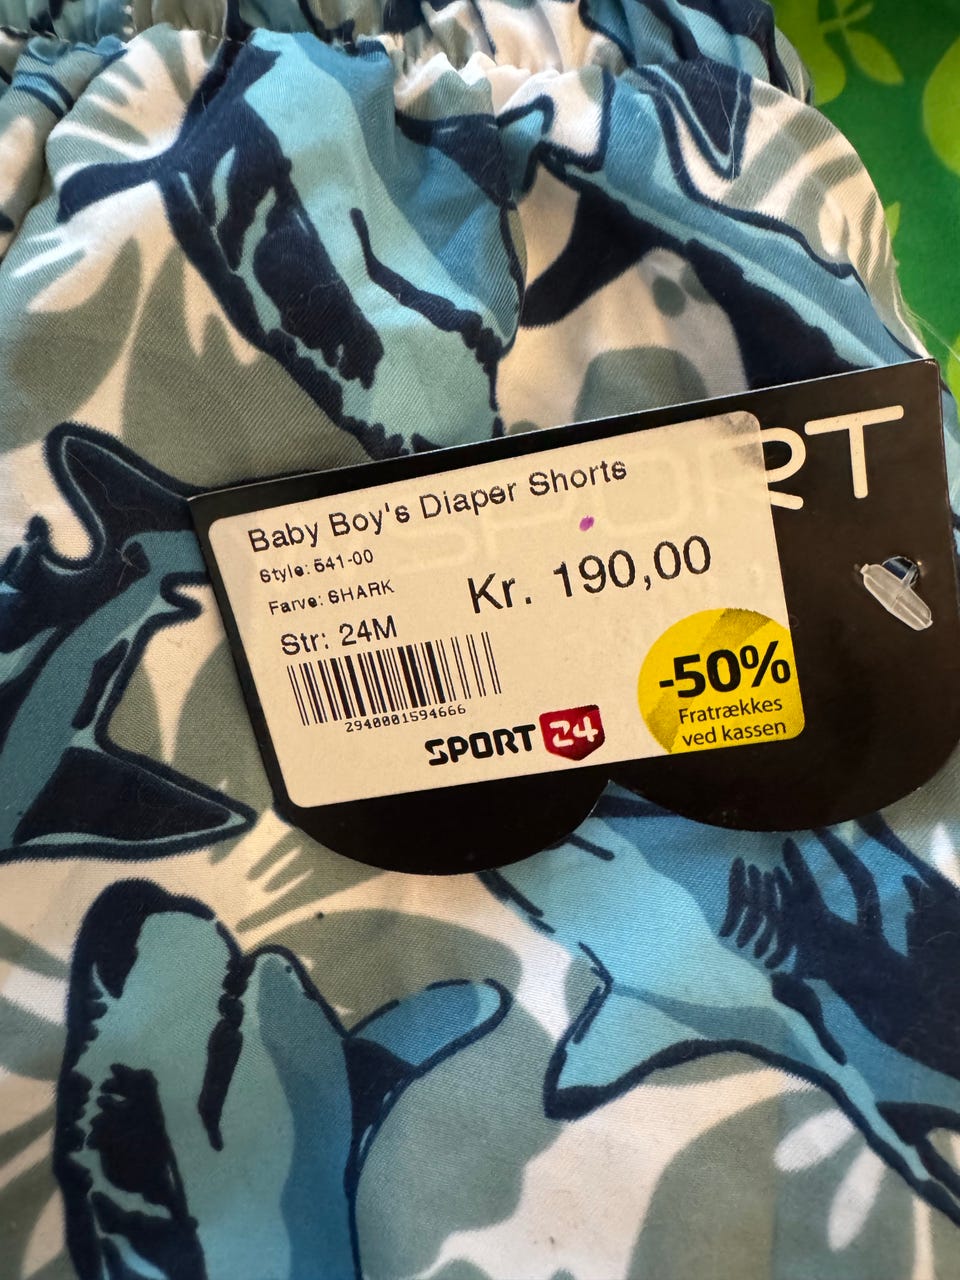 SPORT
Baby Boy's Diaper Shorts
Style: 541-00
Farve: SHARK
Kr. 190,00
Str: 24M
2940001594666
SPORT 24
-50%
Fratrækkes
ved kassen